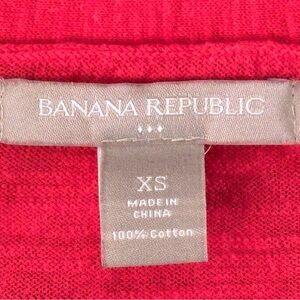 BANANA REPUBLIC
XS
MADE IN
CHINA
100% Cotton